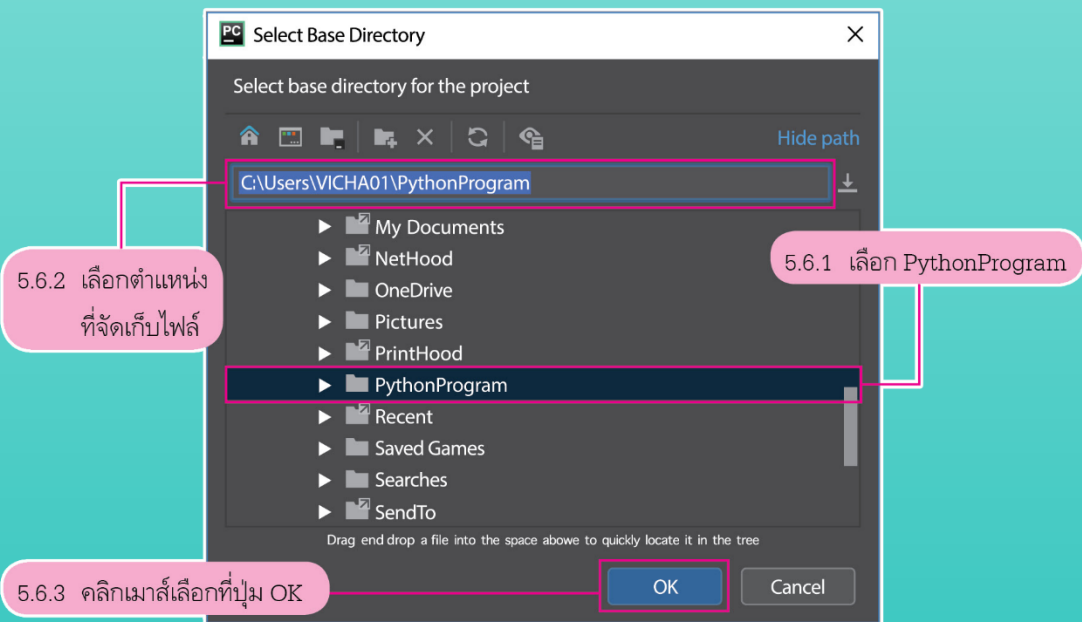 PC Select Base Directory
Select base directory for the project
Hide path
C:\Users\VICHA01\PythonProgram
My Documents
NetHood
OneDrive
Pictures
PrintHood
PythonProgram
Recent
Saved Games
Searches
SendTo
Drag end drop a file into the space abowe to quickly locate it in the tree
OK
Cancel
5.6.1 เลือก PythonProgram
5.6.2 เลือกตำแหน่ง
ที่จัดเก็บไฟล์
5.6.3 คลิกเมาส์เลือกที่ปุ่ม OK